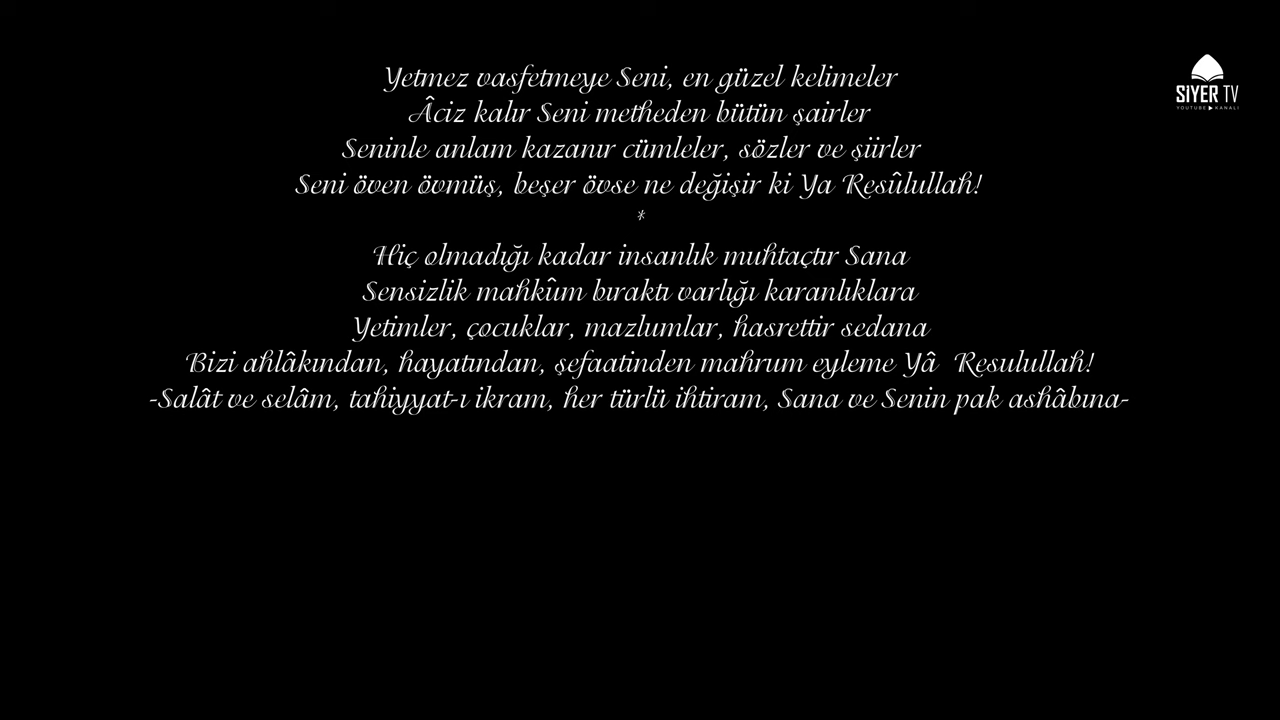 Yetmez vasfetmeye Seni, en güzel kelimeler
Âciz kalır Seni metheden bütün şairler
Seninle anlam kazanır cümleler, sözler ve şiirler
Seni öven övmüş, beşer övse ne değişir ki Ya Resûlullah!
*
Hiç olmadığı kadar insanlık muhtaçtır Sana
Sensizlik mahkûm bıraktı varlığı karanlıklara
Yetimler, çocuklar, mazlumlar, hasrettir sedana
Bizi ahlâkından, hayatından, şefaatinden mahrum eyleme Yâ  Resulullah!
-Salât ve selâm, tahiyyat-ı ikram, her türlü ihtiram, Sana ve Senin pak ashâbına-
SIYER TV
YOUTUBE KANALI